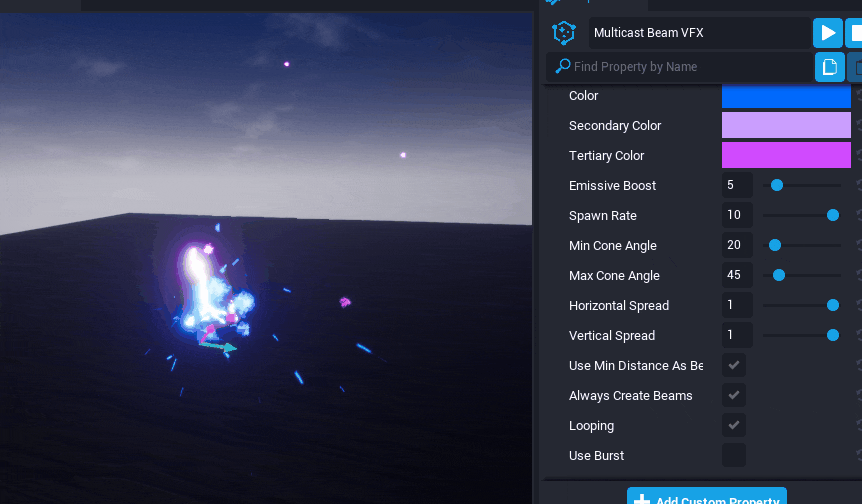 Multicast Beam VFX
Find Property by Name
Color
Secondary Color
Tertiary Color
Emissive Boost 5
Spawn Rate 10
Min Cone Angle 20
Max Cone Angle 45
Horizontal Spread 1
Vertical Spread 1
Use Min Distance As Be
Always Create Beams
Looping
Use Burst
Add Custom Property